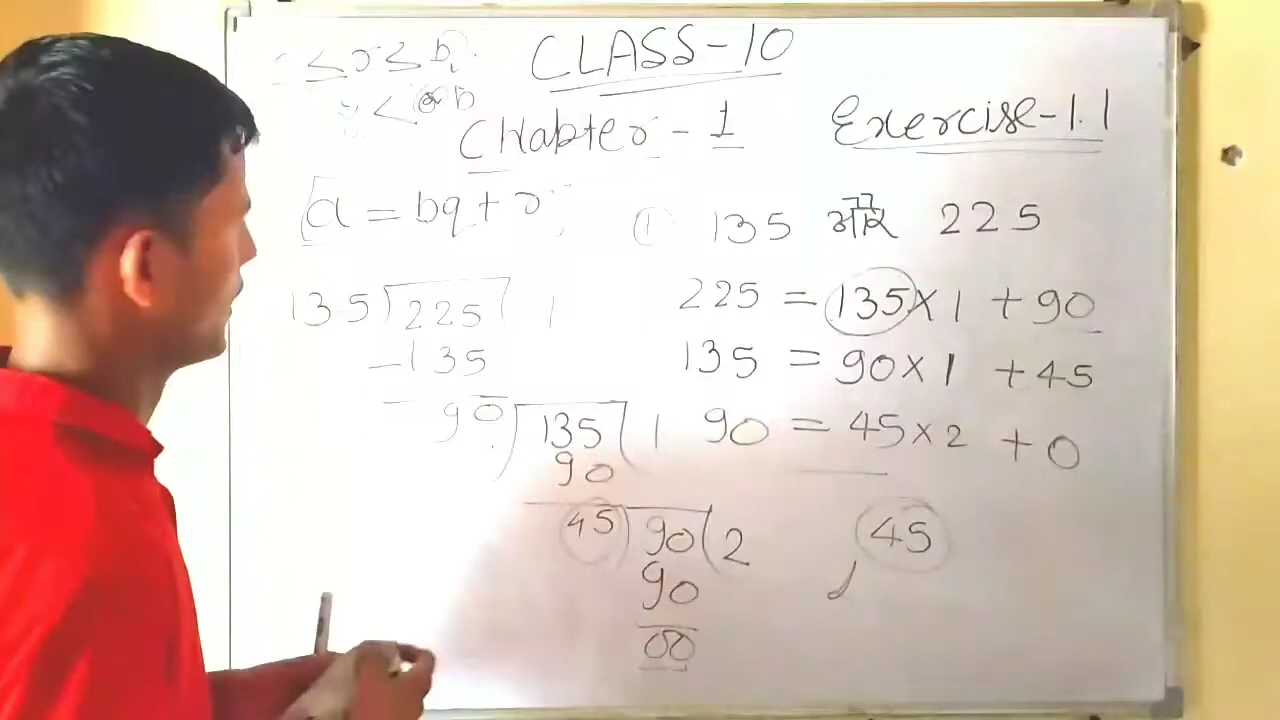 ≤ r ≤ b
CLASS-10
Chapter - 1
Exercise-1.1
a = bq + r
① 135 और 225
135)225(1
-135
90)135(1
90
45)90(2
90
00
225 = 135×1 + 90
135 = 90×1 + 45
90 = 45×2 + 0
45